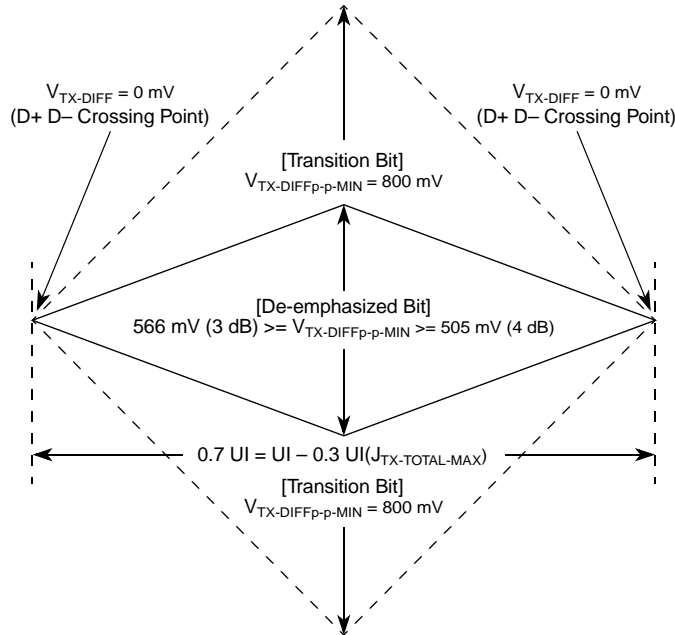 V_TX-DIFF = 0 mV
(D+ D– Crossing Point)
V_TX-DIFF = 0 mV
(D+ D– Crossing Point)
[Transition Bit]
V_TX-DIFFp-p-MIN = 800 mV
[De-emphasized Bit]
566 mV (3 dB) >= V_TX-DIFFp-p-MIN >= 505 mV (4 dB)
0.7 UI = UI – 0.3 UI(J_TX-TOTAL-MAX)
[Transition Bit]
V_TX-DIFFp-p-MIN = 800 mV